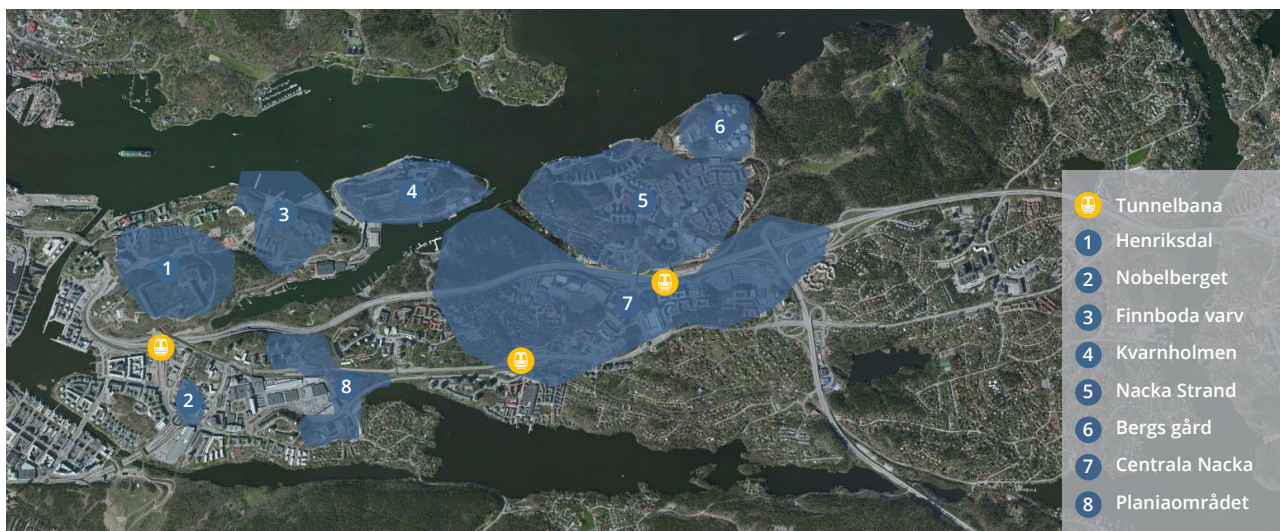 6
5
4
3
1
7
8
2
Tunnelbana
1 Henriksdal
2 Nobelberget
3 Finnboda varv
4 Kvarnholmen
5 Nacka Strand
6 Bergs gård
7 Centrala Nacka
8 Planiaområdet